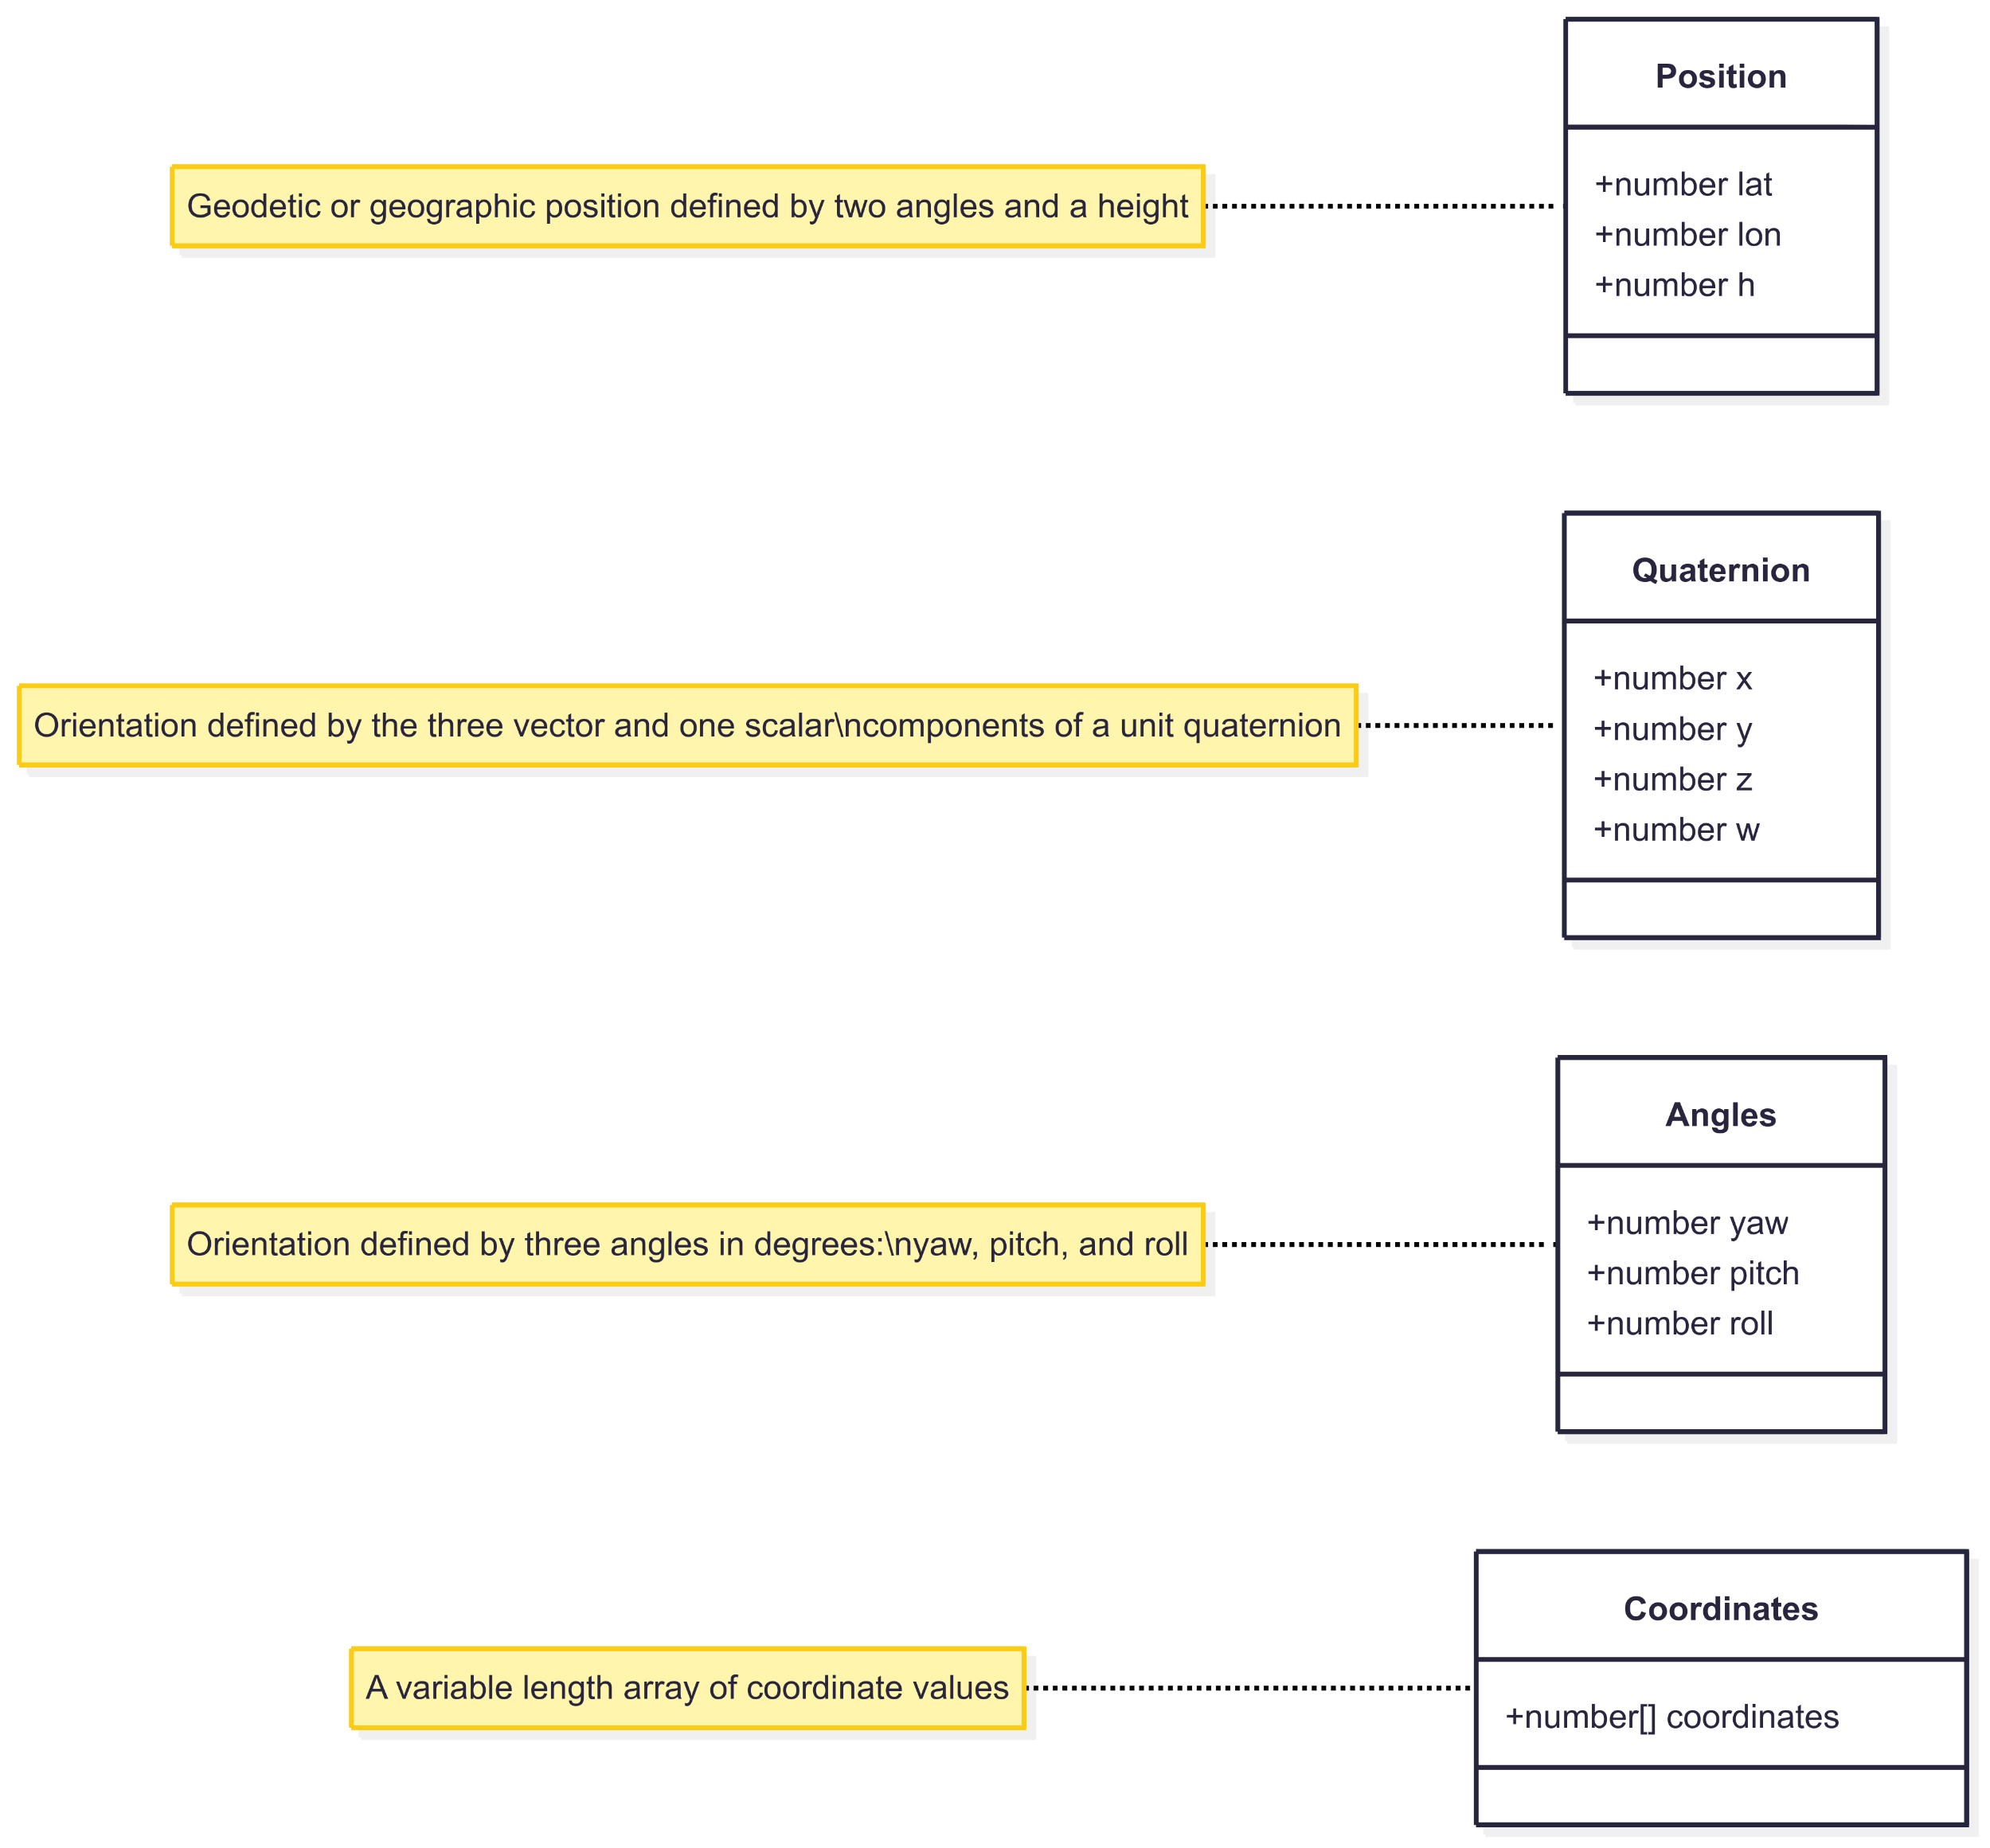 Position
Geodetic or geographic position defined by two angles and a height
+number lat
+number lon
+number h
Quaternion
Orientation defined by the three vector and one scalar\ncomponents of a unit quaternion
+number x
+number y
+number z
+number w
Angles
Orientation defined by three angles in degrees:\nyaw, pitch, and roll
+number yaw
+number pitch
+number roll
Coordinates
A variable length array of coordinate values
+number[] coordinates